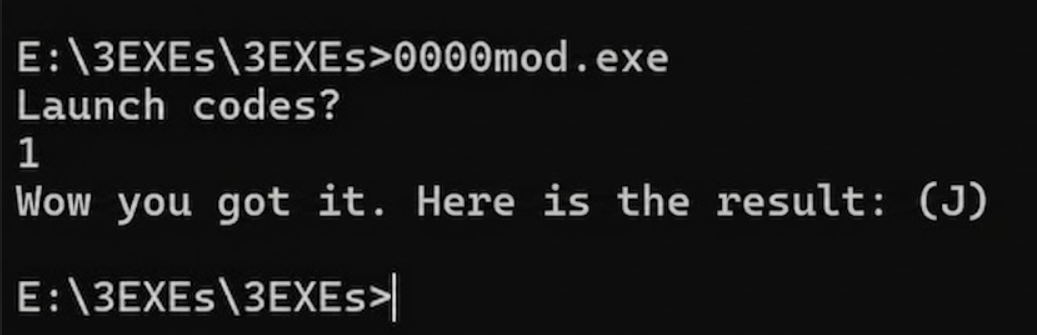 E:\3EXEs\3EXEs>0000mod.exe
Launch codes?
1
Wow you got it. Here is the result: (J)
E:\3EXEs\3EXEs>